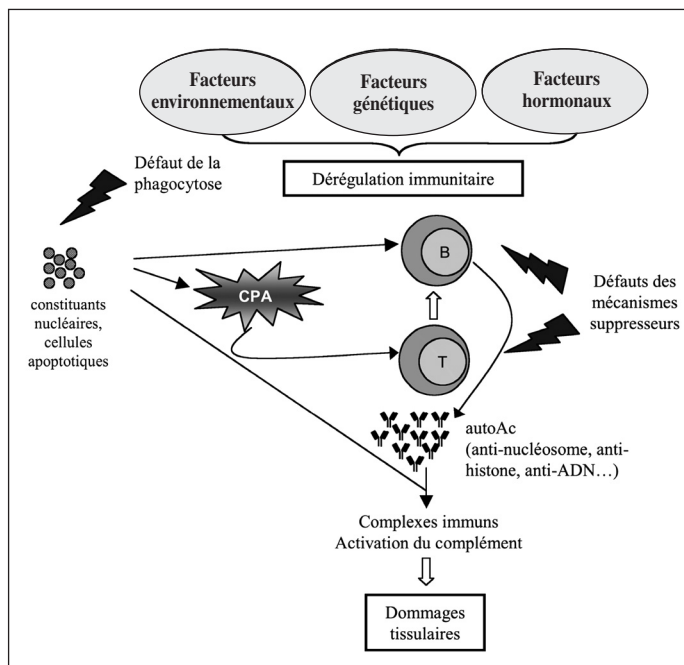 Facteurs
environnementaux
Facteurs
génétiques
Facteurs
hormonaux
Dérégulation immunitaire
Défaut de la
phagocytose
B
CPA
T
constituants
nucléaires,
cellules
apoptotiques
Défauts des
mécanismes
suppresseurs
autoAc
(anti-nucléosome, anti-
histone, anti-ADN…)
Complexes immuns
Activation du complément
Dommages
tissulaires